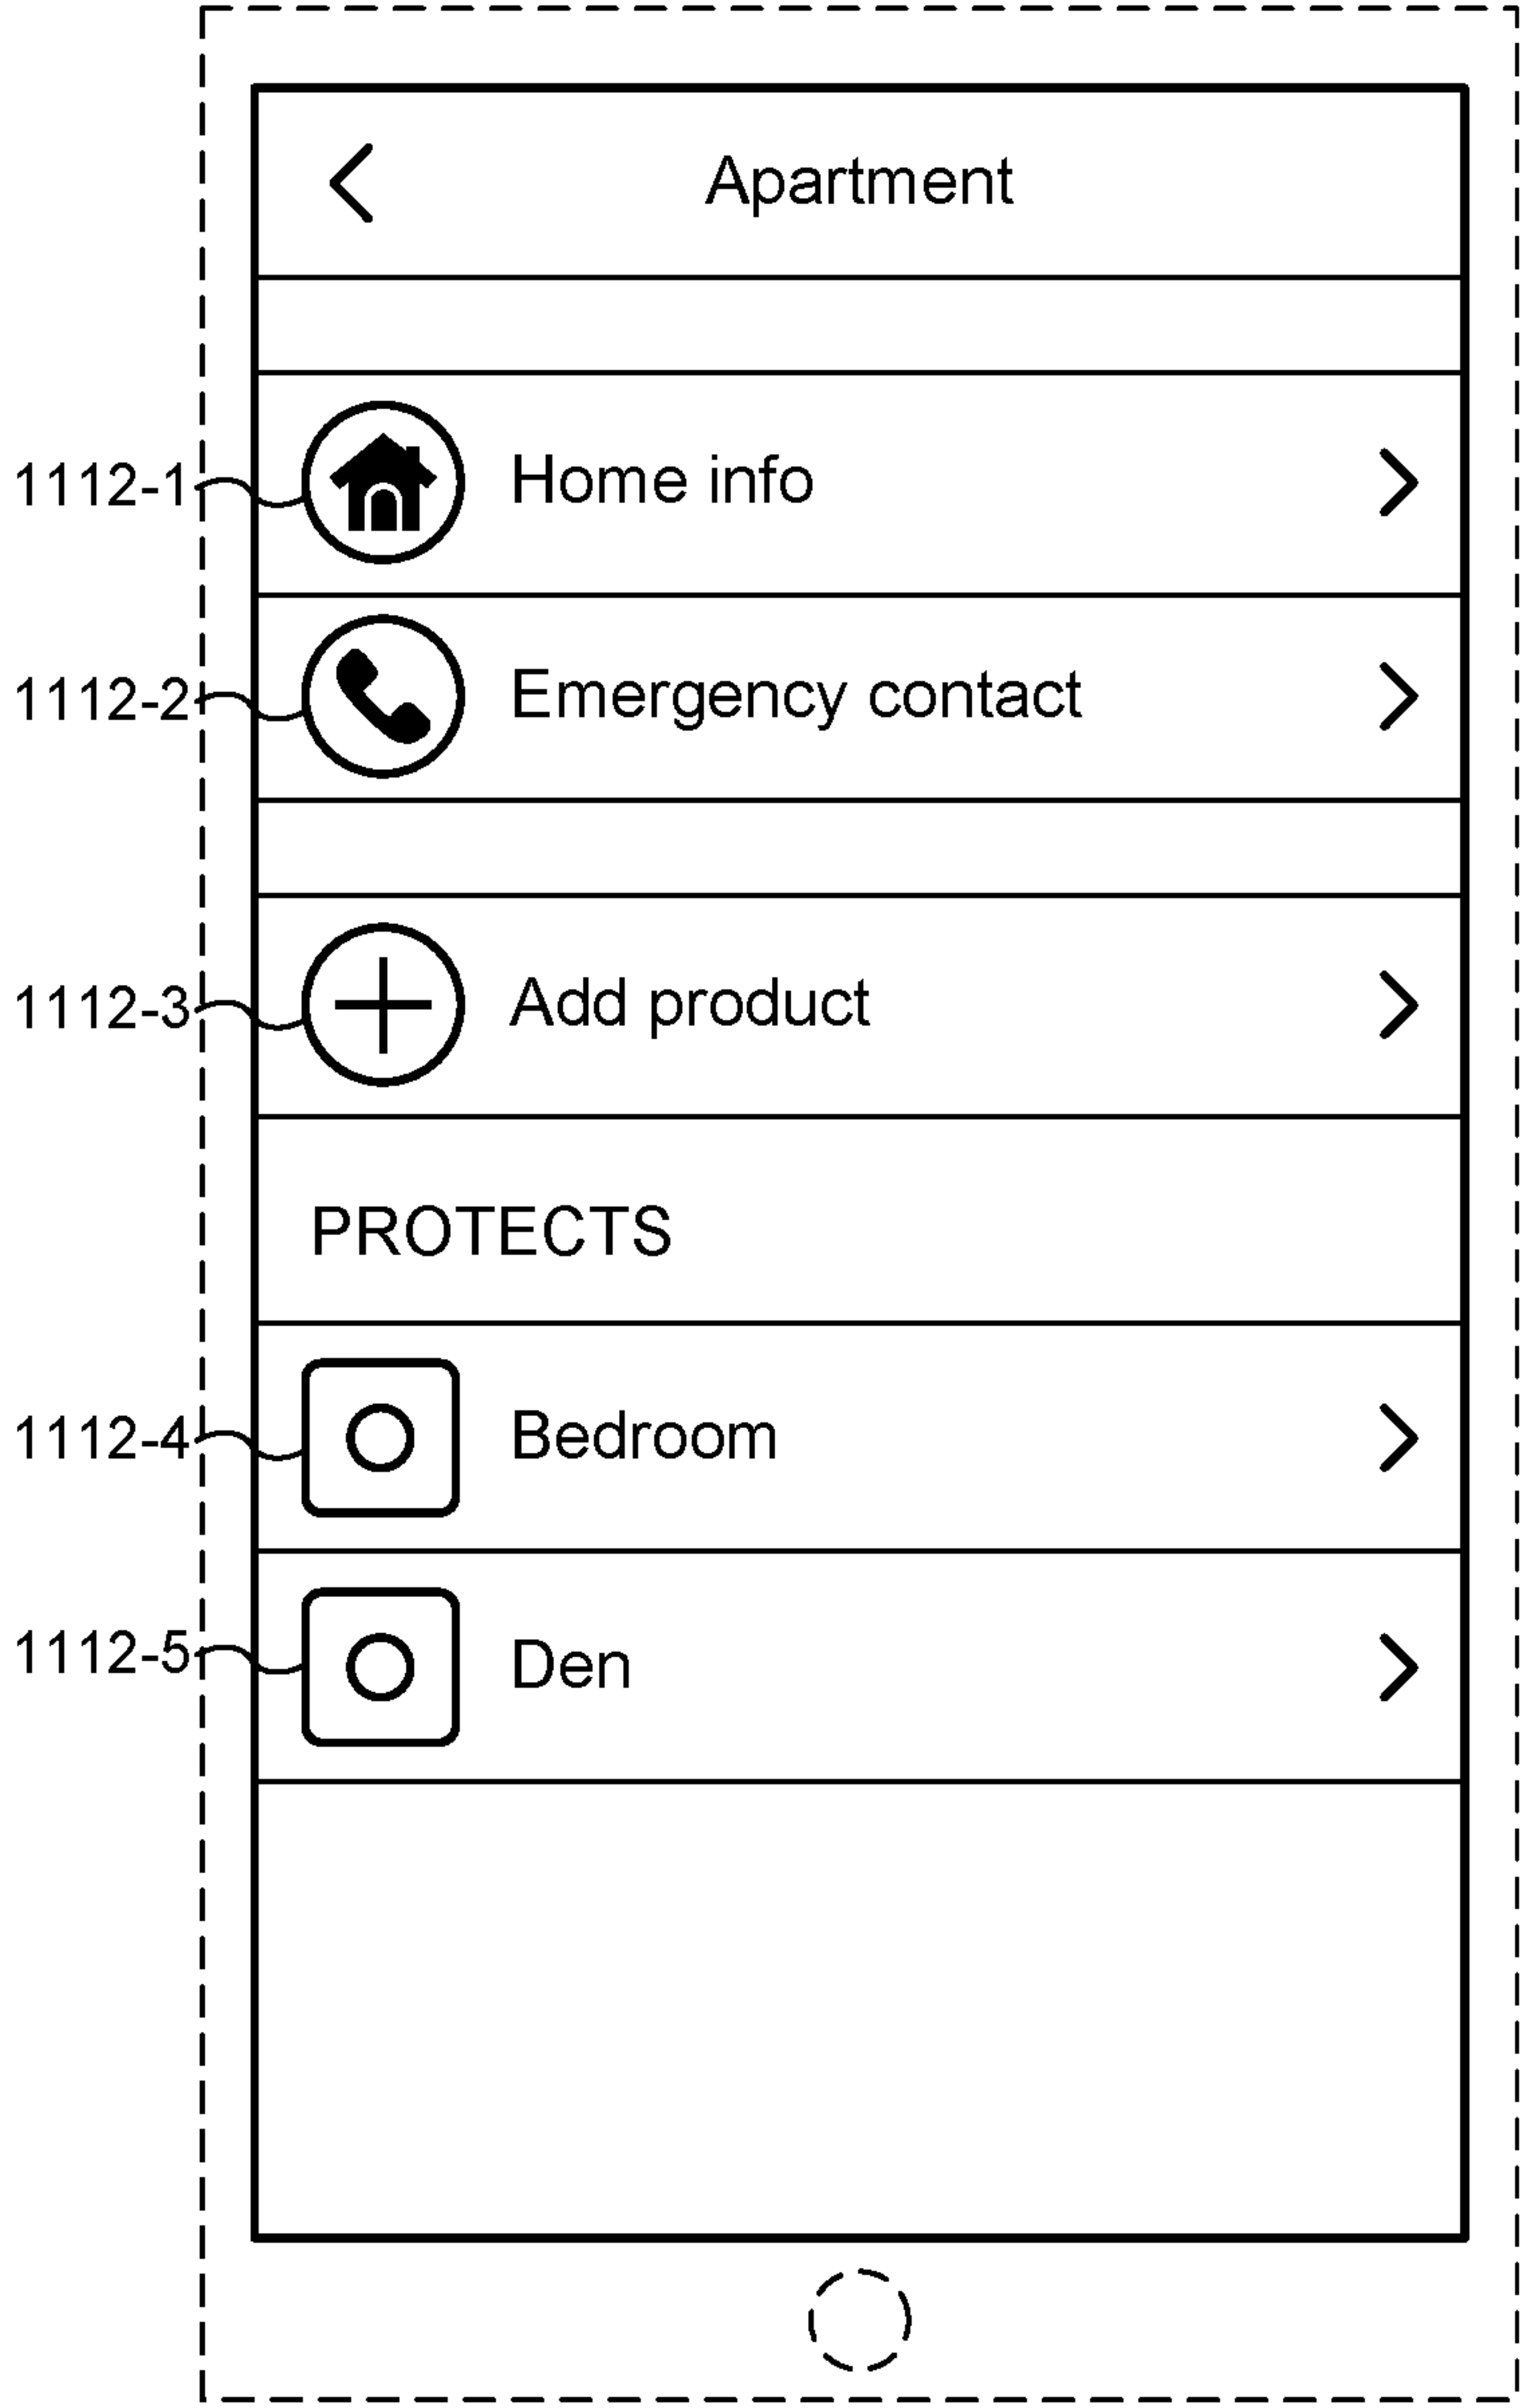 Apartment
1112-1 Home info
1112-2 Emergency contact
1112-3 Add product
PROTECTS
1112-4 Bedroom
1112-5 Den